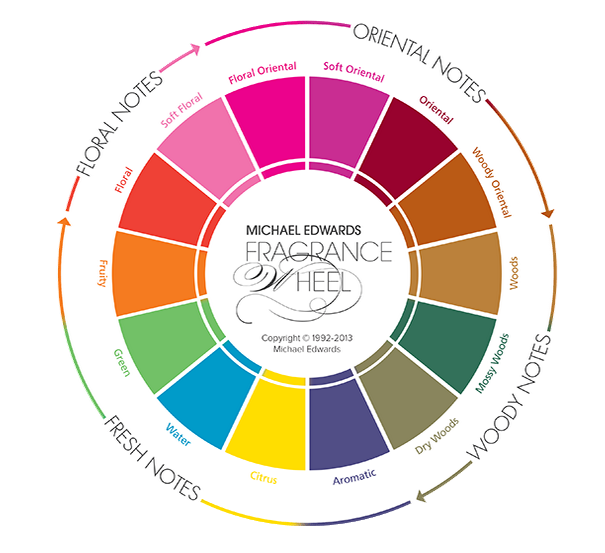 ORIENTAL NOTES
FLORAL NOTES
WOODY NOTES
FRESH NOTES
Floral Oriental
Soft Oriental
Oriental
Woody Oriental
Woods
Mossy Woods
Dry Woods
Aromatic
Citrus
Water
Green
Fruity
Floral
Soft Floral
MICHAEL EDWARDS
FRAGRANCE
WHEEL
Copyright © 1992-2013
Michael Edwards